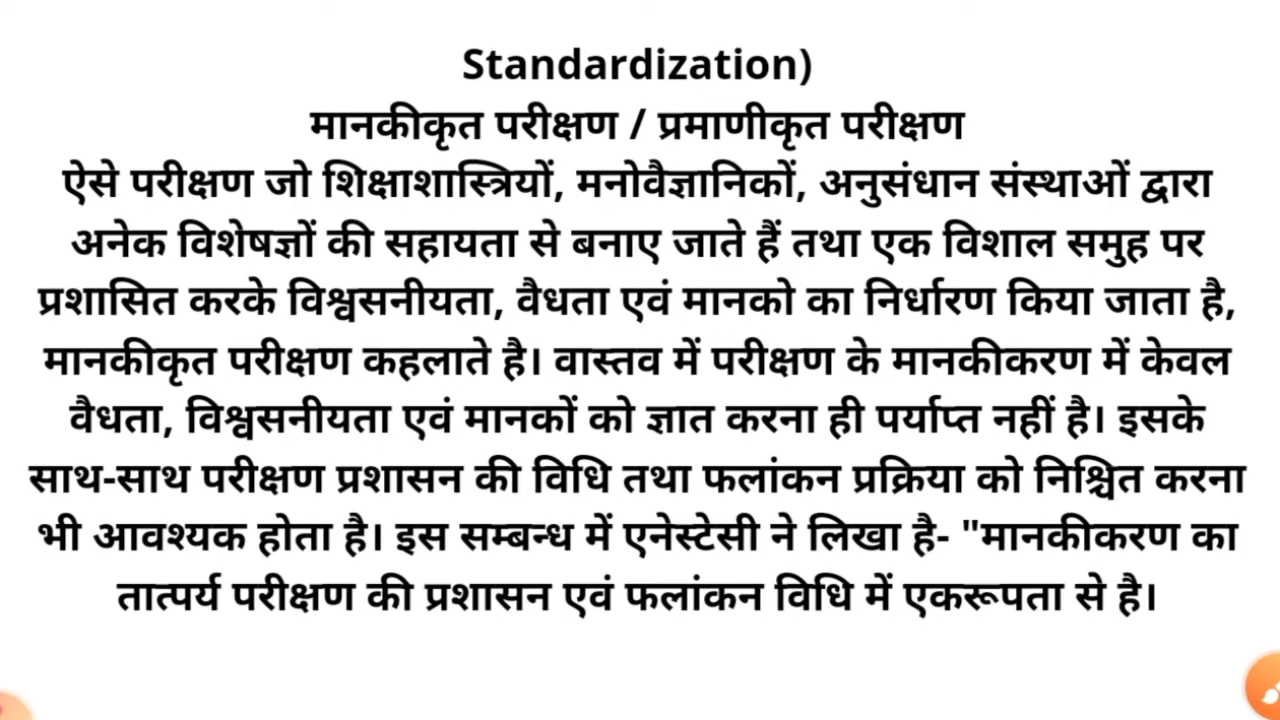 Standardization)
मानकीकृत परीक्षण / प्रमाणीकृत परीक्षण
ऐसे परीक्षण जो शिक्षाशास्त्रियों, मनोवैज्ञानिकों, अनुसंधान संस्थाओं द्वारा
अनेक विशेषज्ञों की सहायता से बनाए जाते हैं तथा एक विशाल समुह पर
प्रशासित करके विश्वसनीयता, वैधता एवं मानको का निर्धारण किया जाता है,
मानकीकृत परीक्षण कहलाते है। वास्तव में परीक्षण के मानकीकरण में केवल
वैधता, विश्वसनीयता एवं मानकों को ज्ञात करना ही पर्याप्त नहीं है। इसके
साथ-साथ परीक्षण प्रशासन की विधि तथा फलांकन प्रक्रिया को निश्चित करना
भी आवश्यक होता है। इस सम्बन्ध में एनेस्टेसी ने लिखा है- "मानकीकरण का
तात्पर्य परीक्षण की प्रशासन एवं फलांकन विधि में एकरूपता से है।